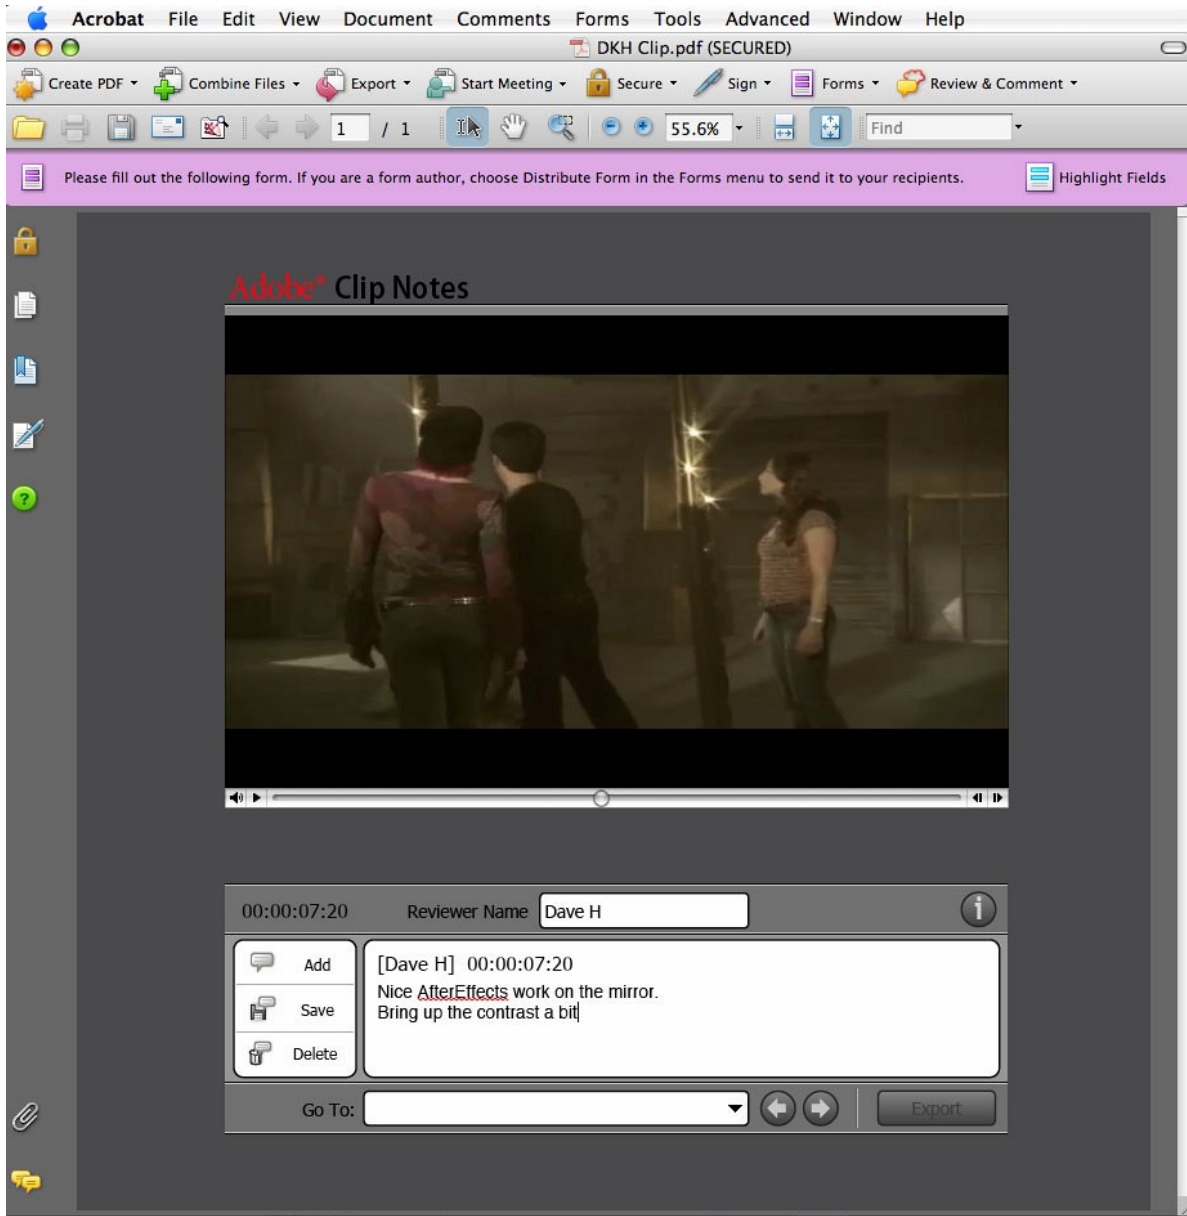 Acrobat File Edit View Document Comments Forms Tools Advanced Window Help
DKH Clip.pdf (SECURED)
Create PDF Combine Files Export Start Meeting Secure Sign Forms Review & Comment
1 / 1 55.6% Find
Please fill out the following form. If you are a form author, choose Distribute Form in the Forms menu to send it to your recipients. Highlight Fields
Adobe® Clip Notes
00:00:07:20 Reviewer Name Dave H
Add
Save
Delete
[Dave H] 00:00:07:20
Nice AfterEffects work on the mirror.
Bring up the contrast a bit
Go To: Export